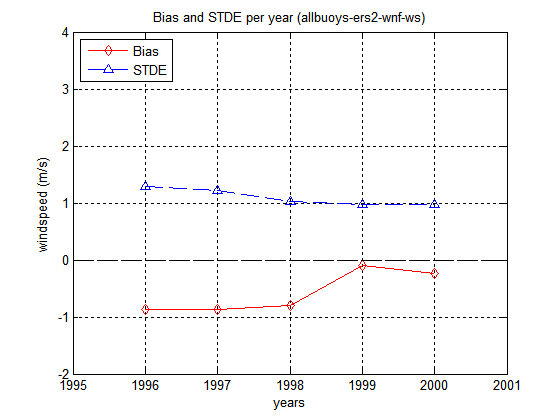 Bias and STDE per year (allbuoys-ers2-wnf-ws)
Bias
STDE
4
3
2
1
0
-1
-2
windspeed (m/s)
1995 1996 1997 1998 1999 2000 2001
years